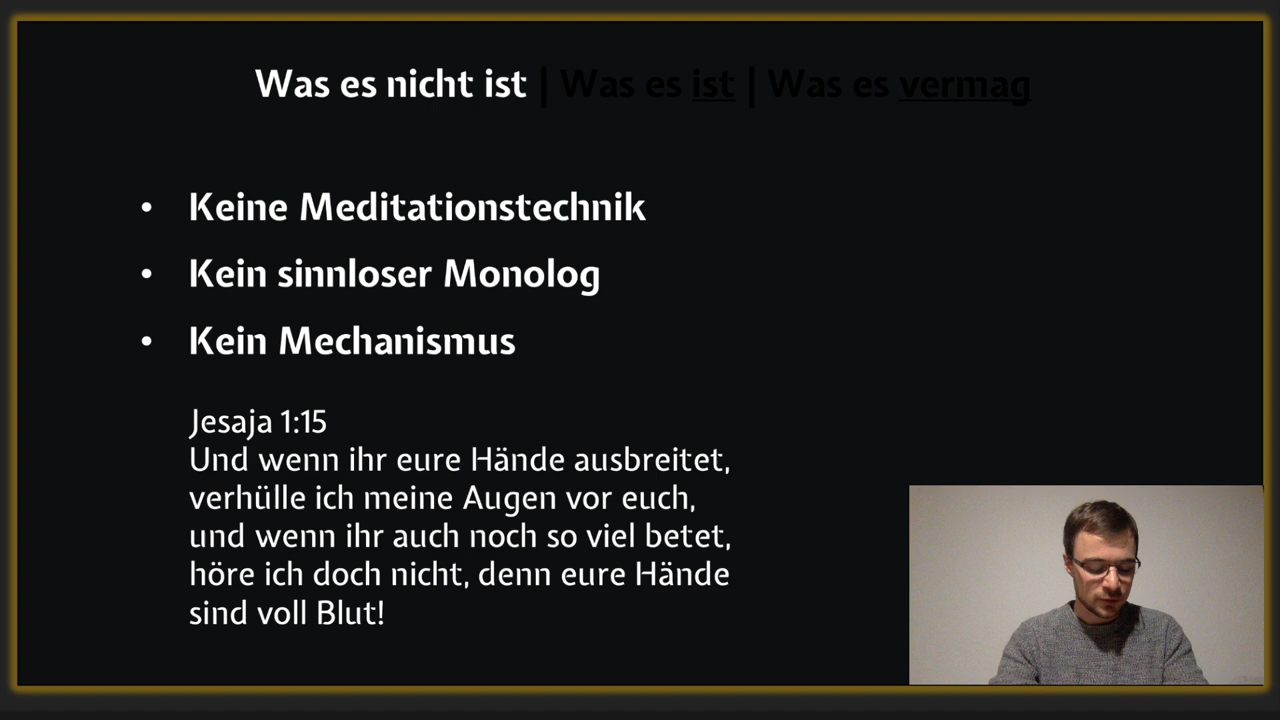 Was es nicht ist | Was es ist | Was es vermag
• Keine Meditationstechnik
• Kein sinnloser Monolog
• Kein Mechanismus
Jesaja 1:15
Und wenn ihr eure Hände ausbreitet,
verhülle ich meine Augen vor euch,
und wenn ihr auch noch so viel betet,
höre ich doch nicht, denn eure Hände
sind voll Blut!